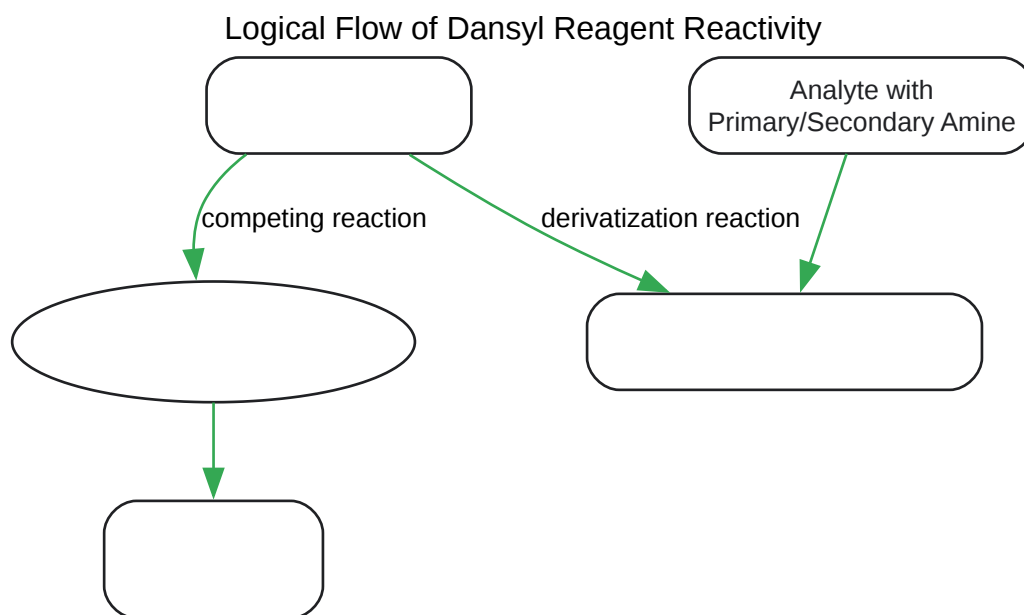 Logical Flow of Dansyl Reagent Reactivity
Analyte with
Primary/Secondary Amine
competing reaction
derivatization reaction